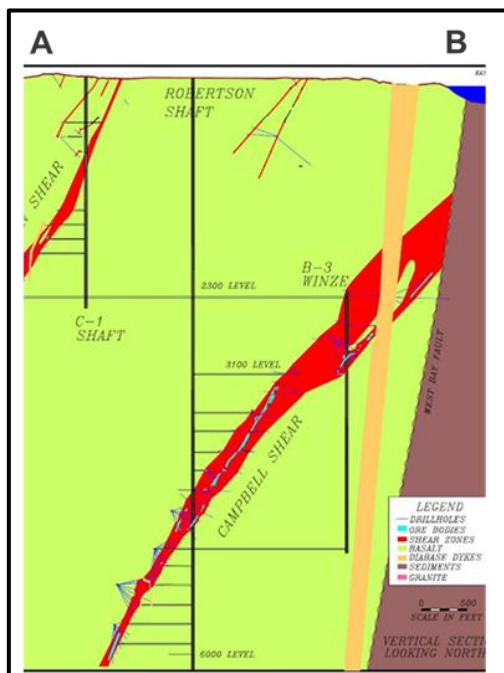 A
B
ROBERTSON
SHAFT
SHEAR
B-3
WINZE
2300 LEVEL
C-1
SHAFT
3100 LEVEL
WEST BAY FAULT
CAMPBELL SHEAR
LEGEND
DRILLHOLES
ORE BODIES
SHEAR ZONES
BASALT
DIABASE DYKES
SEDIMENTS
GRANITE
0 500
SCALE IN FEET
6000 LEVEL
VERTICAL SECTI
LOOKING NORTH